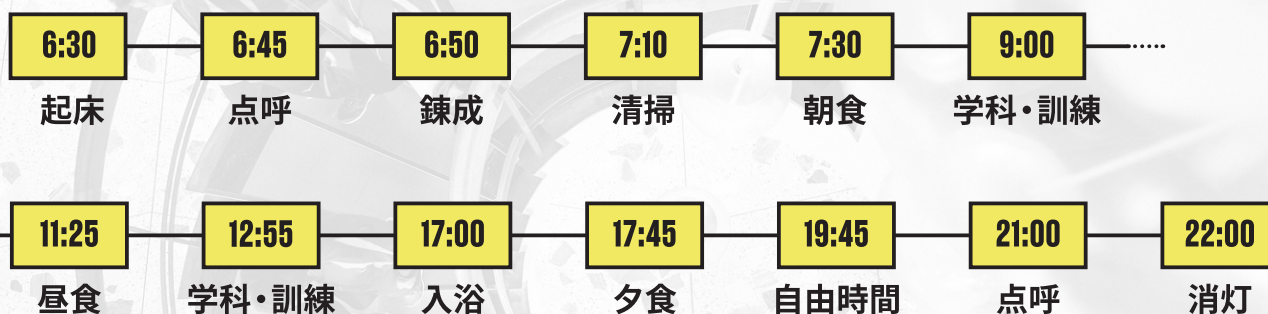 6:30 6:45 6:50 7:10 7:30 9:00
起床 点呼 錬成 清掃 朝食 学科・訓練
11:25 12:55 17:00 17:45 19:45 21:00 22:00
昼食 学科・訓練 入浴 夕食 自由時間 点呼 消灯